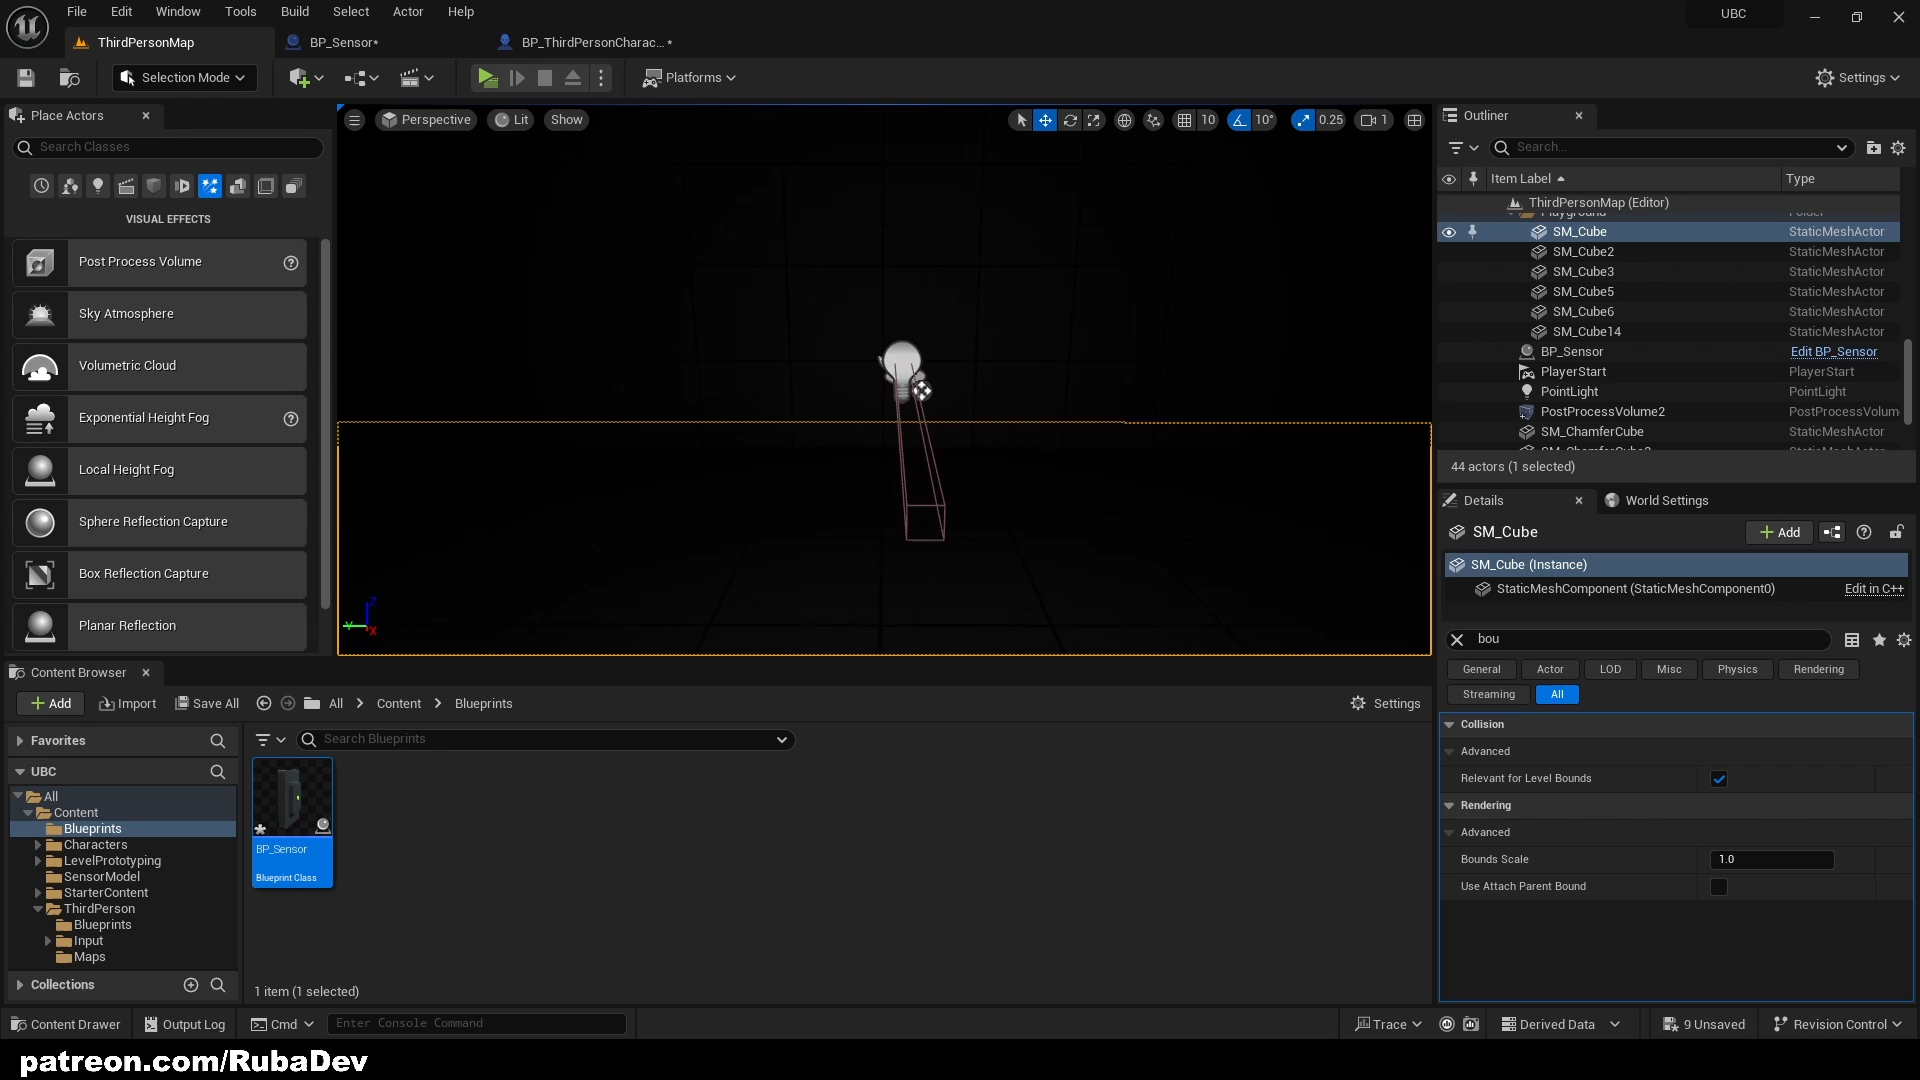 File Edit Window Tools Build Select Actor Help
UBC
ThirdPersonMap
BP_Sensor*
BP_ThirdPersonCharac... *
Selection Mode
Platforms
Settings
Place Actors
Search Classes
VISUAL EFFECTS
Post Process Volume
Sky Atmosphere
Volumetric Cloud
Exponential Height Fog
Local Height Fog
Sphere Reflection Capture
Box Reflection Capture
Planar Reflection
Perspective Lit Show
10 10° 0.25 1
Z
Y
X
Outliner
Search...
Item Label Type
ThirdPersonMap (Editor)
Playground Folder
SM_Cube StaticMeshActor
SM_Cube2 StaticMeshActor
SM_Cube3 StaticMeshActor
SM_Cube5 StaticMeshActor
SM_Cube6 StaticMeshActor
SM_Cube14 StaticMeshActor
BP_Sensor Edit BP_Sensor
PlayerStart PlayerStart
PointLight PointLight
PostProcessVolume2 PostProcessVolum
SM_ChamferCube StaticMeshActor
44 actors (1 selected)
Details World Settings
SM_Cube + Add
SM_Cube (Instance)
StaticMeshComponent (StaticMeshComponent0) Edit in C++
bou
General Actor LOD Misc Physics Rendering
Streaming All
Collision
Advanced
Relevant for Level Bounds
Rendering
Advanced
Bounds Scale 1.0
Use Attach Parent Bound
Content Browser
+ Add Import Save All All > Content > Blueprints Settings
Favorites
UBC
All
Content
Blueprints
Characters
LevelPrototyping
SensorModel
StarterContent
ThirdPerson
Blueprints
Input
Maps
Collections
Search Blueprints
BP_Sensor
Blueprint Class
1 item (1 selected)
Content Drawer Output Log Cmd Enter Console Command
Trace Derived Data 9 Unsaved Revision Control
patreon.com/RubaDev